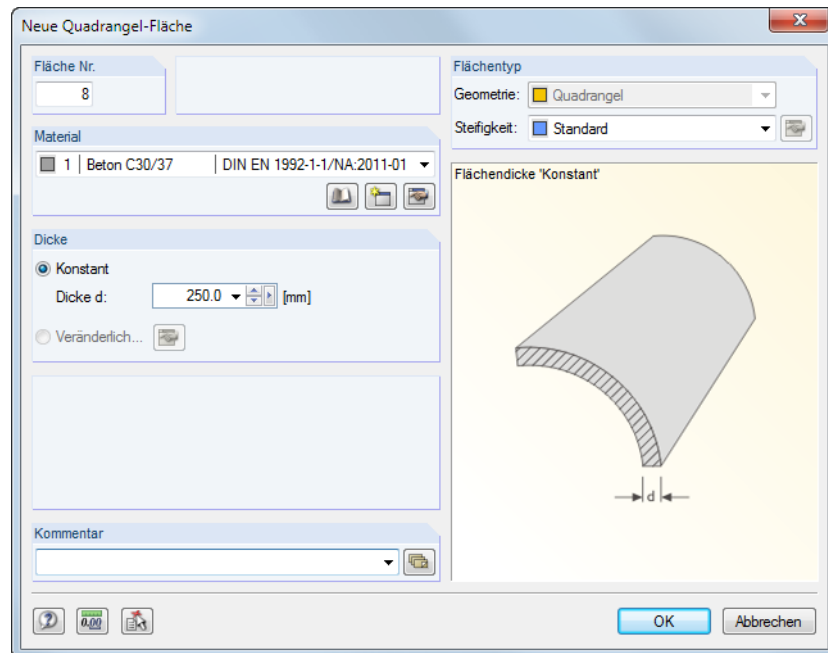 Neue Quadrangel-Fläche
Fläche Nr.
8
Material
1 Beton C30/37 DIN EN 1992-1-1/NA:2011-01
Dicke
Konstant
Dicke d: 250.0 [mm]
Veränderlich...
Kommentar
Flächentyp
Geometrie: Quadrangel
Steifigkeit: Standard
Flächendicke 'Konstant'
d
0.00
OK
Abbrechen